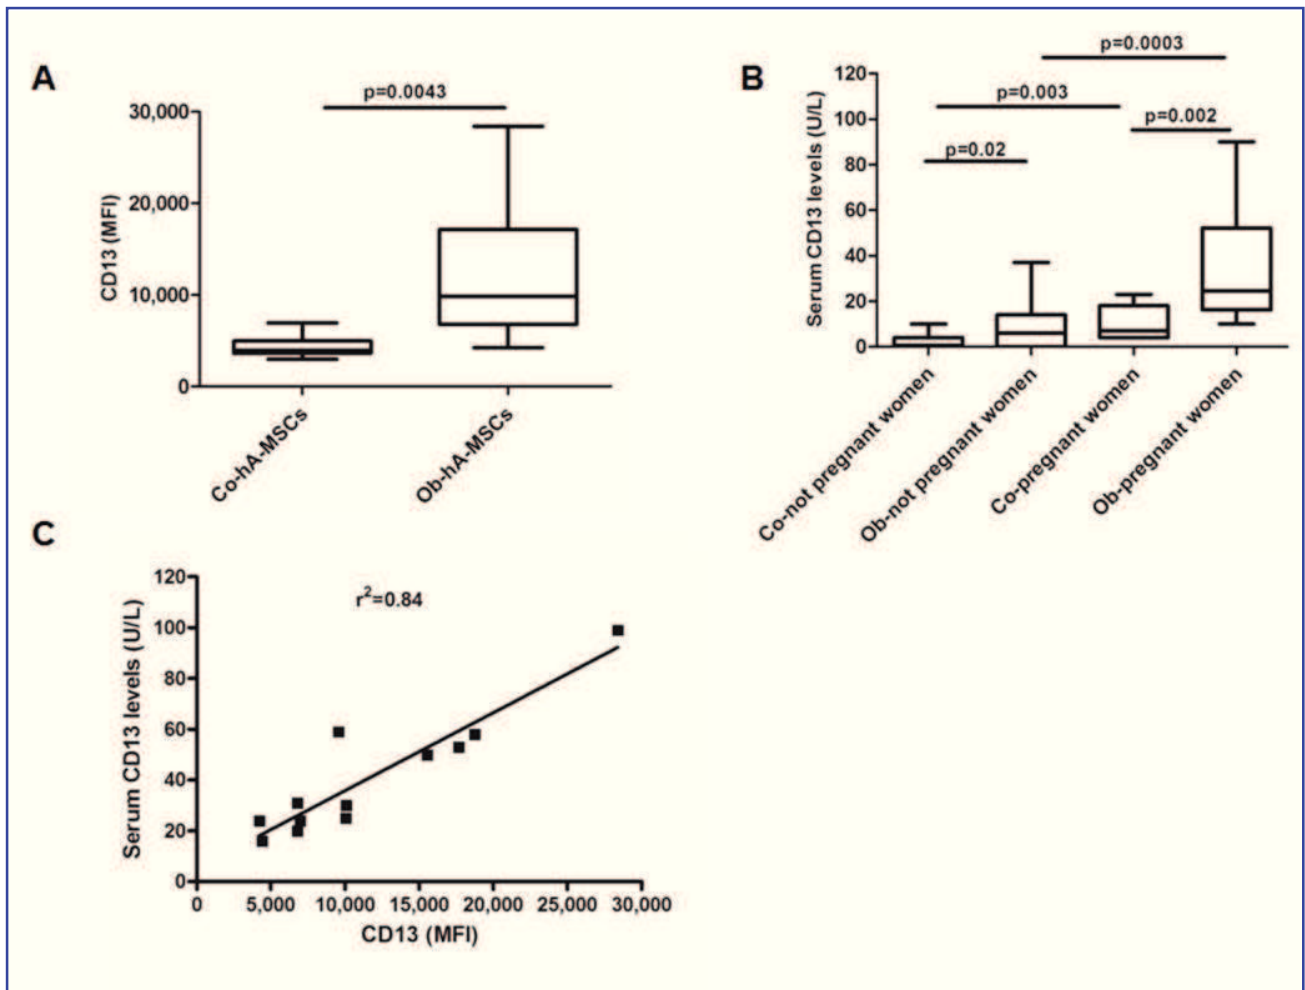 A
p=0.0043
30,000
20,000
10,000
0
CD13 (MFI)
Co-hA-MSCs
Ob-hA-MSCs
B
p=0.0003
p=0.003
p=0.002
p=0.02
120
100
80
60
40
20
0
Serum CD13 levels (U/L)
Co-not pregnant women
Ob-not pregnant women
Co-pregnant women
Ob-pregnant women
C
r²=0.84
120
100
80
60
40
20
0
Serum CD13 levels (U/L)
0 5,000 10,000 15,000 20,000 25,000 30,000
CD13 (MFI)